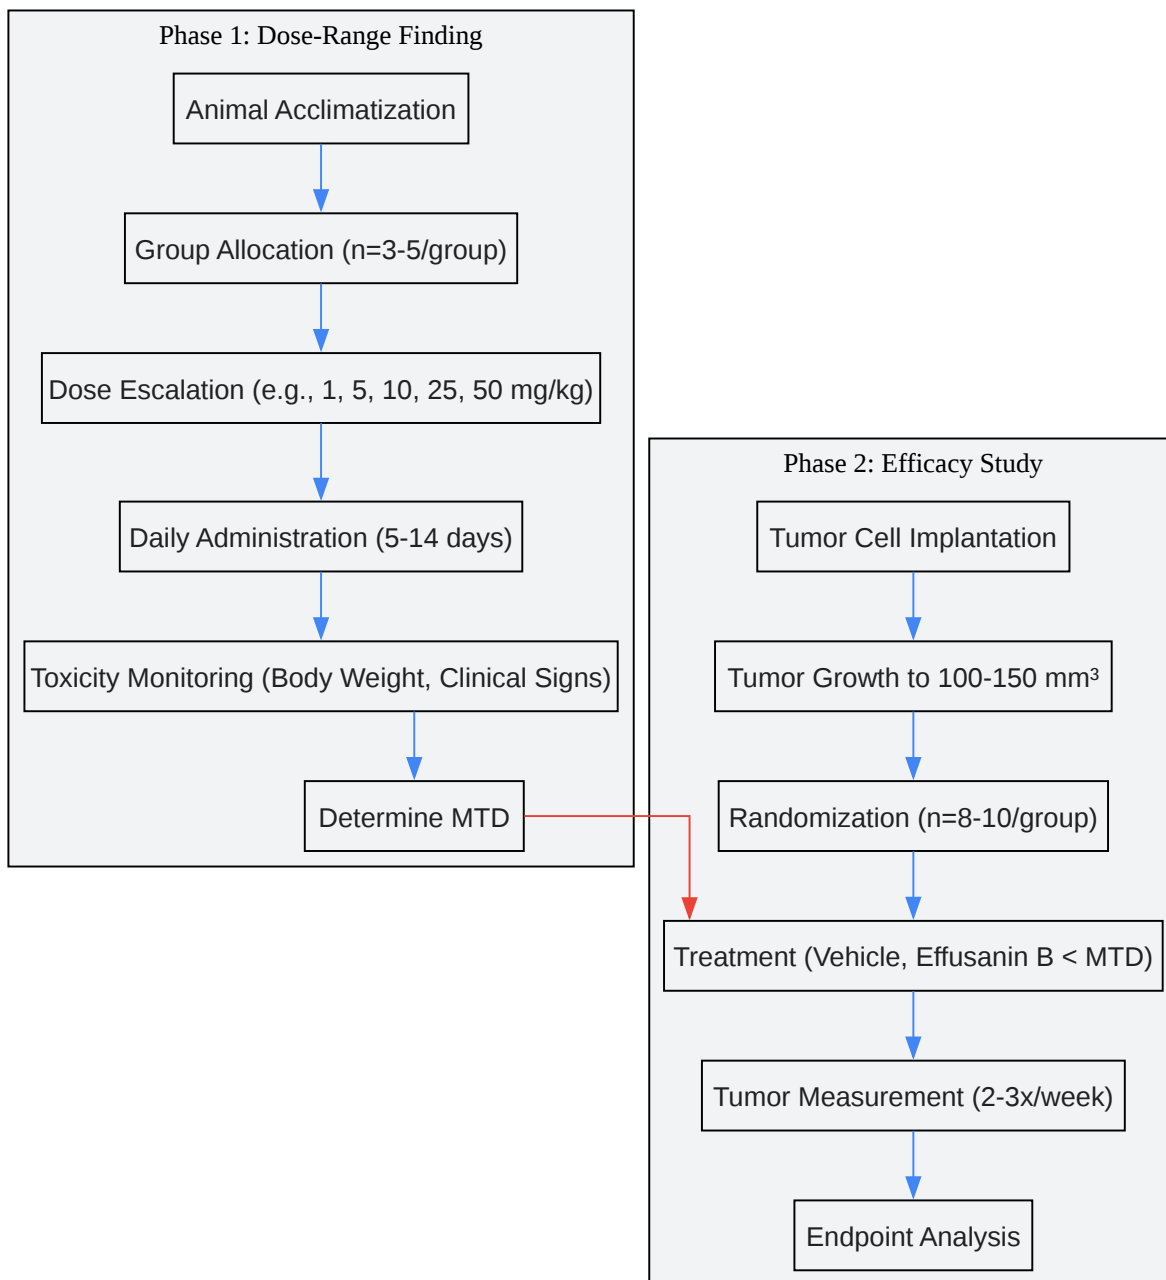 Phase 1: Dose-Range Finding
Animal Acclimatization
Group Allocation (n=3-5/group)
Dose Escalation (e.g., 1, 5, 10, 25, 50 mg/kg)
Daily Administration (5-14 days)
Toxicity Monitoring (Body Weight, Clinical Signs)
Determine MTD
Phase 2: Efficacy Study
Tumor Cell Implantation
Tumor Growth to 100-150 mm³
Randomization (n=8-10/group)
Treatment (Vehicle, Effusanin B < MTD)
Tumor Measurement (2-3x/week)
Endpoint Analysis